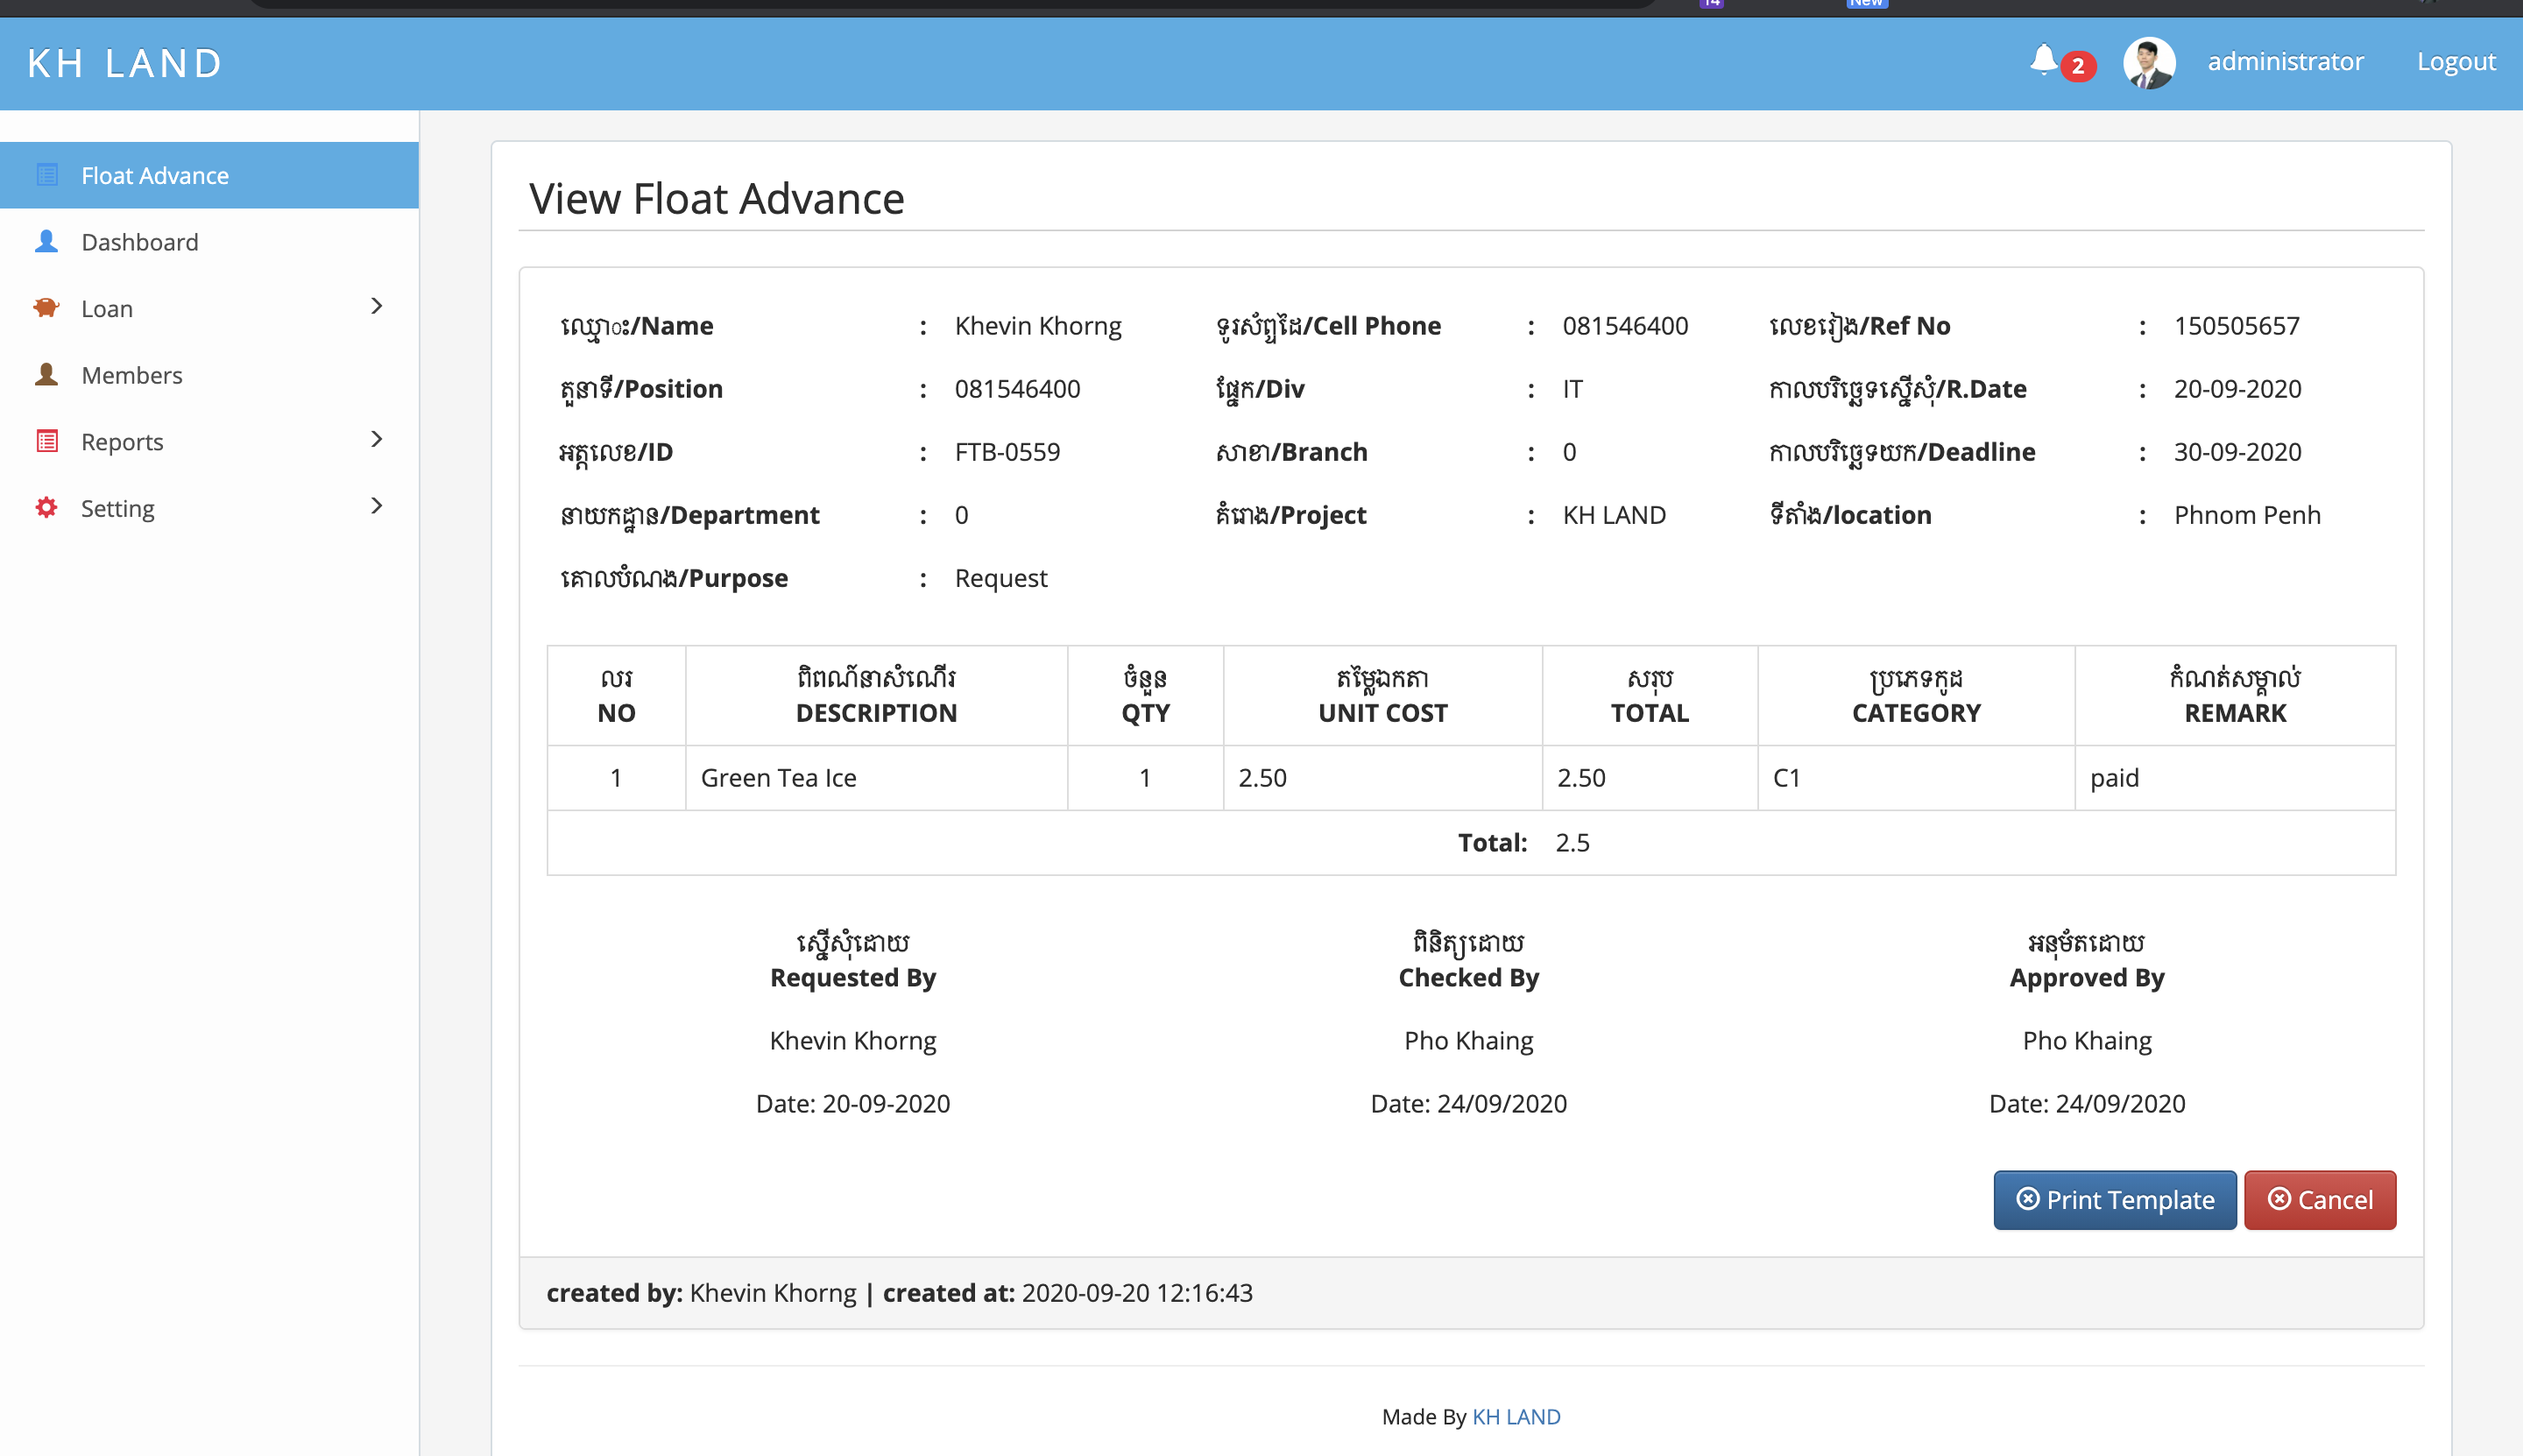 KH LAND
2
administrator
Logout
Float Advance
Dashboard
Loan
Members
Reports
Setting
View Float Advance
ឈ្មោះ/Name : Khevin Khorng ទូរស័ព្ទដៃ/Cell Phone : 081546400 លេខរៀង/Ref No : 150505657
តួនាទី/Position : 081546400 ផ្នែក/Div : IT កាលបរិច្ឆេទស្នើសុំ/R.Date : 20-09-2020
អត្តលេខ/ID : FTB-0559 សាខា/Branch : 0 កាលបរិច្ឆេទយក/Deadline : 30-09-2020
នាយកដ្ឋាន/Department : 0 គំរោង/Project : KH LAND ទីតាំង/location : Phnom Penh
គោលបំណង/Purpose : Request
លរ ពិពណ៍នាសំណើរ ចំនួន តម្លៃឯកតា សរុប ប្រភេទកូដ កំណត់សម្គាល់
NO DESCRIPTION QTY UNIT COST TOTAL CATEGORY REMARK
1 Green Tea Ice 1 2.50 2.50 C1 paid
Total: 2.5
ស្នើសុំដោយ ពិនិត្យដោយ អនុម័តដោយ
Requested By Checked By Approved By
Khevin Khorng Pho Khaing Pho Khaing
Date: 20-09-2020 Date: 24/09/2020 Date: 24/09/2020
Print Template Cancel
created by: Khevin Khorng | created at: 2020-09-20 12:16:43
Made By KH LAND